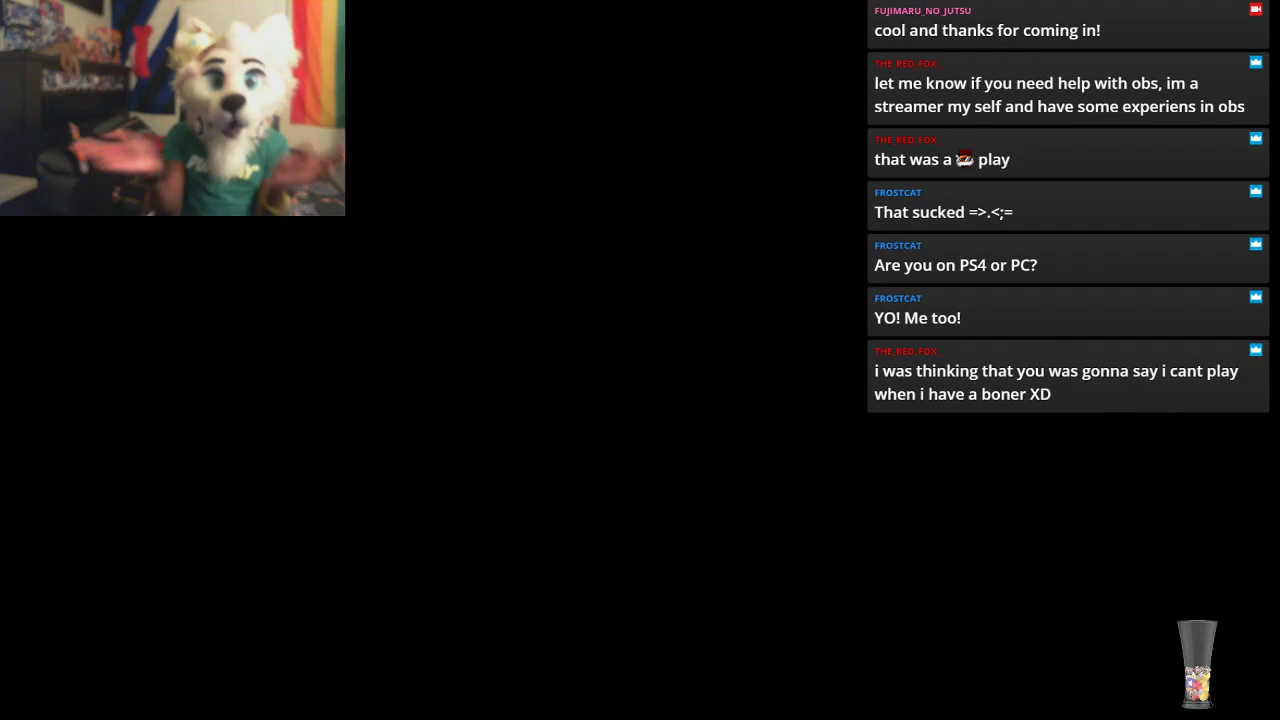 FUJIMARU_NO_JUTSU
cool and thanks for coming in!
THE_RED_FOX_
let me know if you need help with obs, im a
streamer my self and have some experiens in obs
THE_RED_FOX_
that was a play
FROSTCAT
That sucked =>.<;=
FROSTCAT
Are you on PS4 or PC?
FROSTCAT
YO! Me too!
THE_RED_FOX_
i was thinking that you was gonna say i cant play
when i have a boner XD